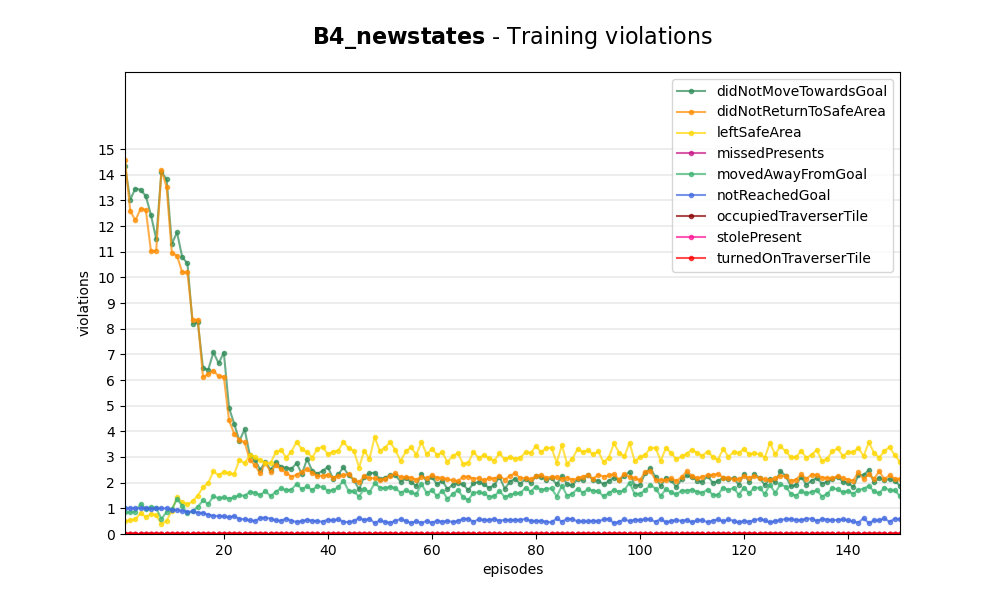 B4_newstates - Training violations
didNotMoveTowardsGoal
didNotReturnToSafeArea
leftSafeArea
missedPresents
movedAwayFromGoal
notReachedGoal
occupiedTraverserTile
stolePresent
turnedOnTraverserTile
violations
15
14
13
12
11
10
9
8
7
6
5
4
3
2
1
0
20 40 60 80 100 120 140
episodes